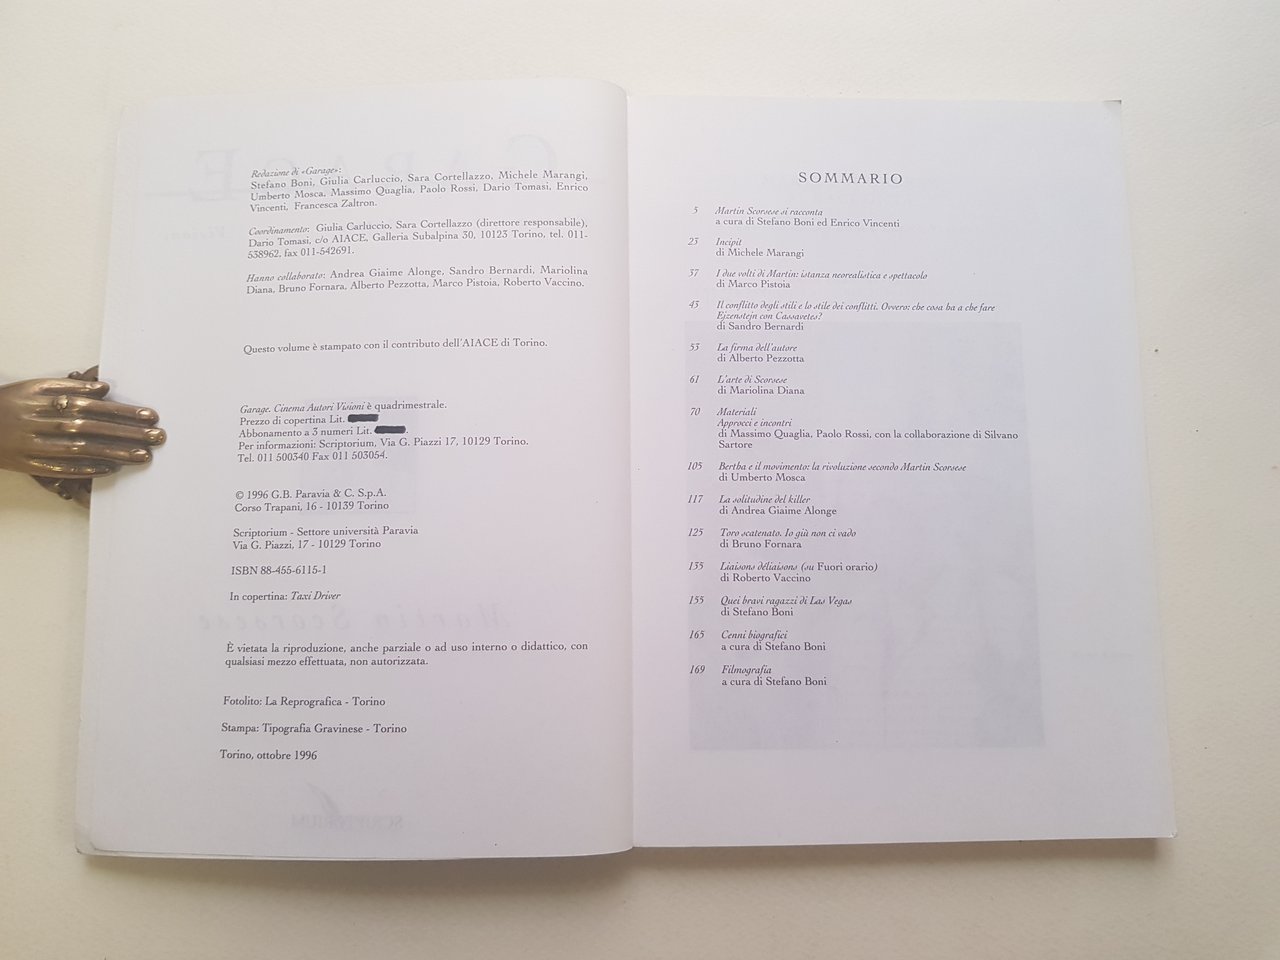 Redazione di «Garage»:
Stefano Boni, Giulia Carluccio, Sara Cortellazzo, Michele Marangi,
Umberto Mosca, Massimo Quaglia, Paolo Rossi, Dario Tomasi, Enrico
Vincenti, Francesca Zaltron.
Coordinamento: Giulia Carluccio, Sara Cortellazzo (direttore responsabile),
Dario Tomasi, c/o AIACE, Galleria Subalpina 30, 10123 Torino, tel. 011-
538962, fax 011-542691.
Hanno collaborato: Andrea Giaime Alonge, Sandro Bernardi, Mariolina
Diana, Bruno Fornara, Alberto Pezzotta, Marco Pistoia, Roberto Vaccino.
Questo volume è stampato con il contributo dell'AIACE di Torino.
Garage. Cinema Autori Visioni è quadrimestrale.
Prezzo di copertina Lit.
Abbonamento a 3 numeri Lit. .
Per informazioni: Scriptorium, Via G. Piazzi 17, 10129 Torino.
Tel. 011 500340 Fax 011 503054.
© 1996 G.B. Paravia & C. S.p.A.
Corso Trapani, 16 - 10139 Torino
Scriptorium - Settore università Paravia
Via G. Piazzi, 17 - 10129 Torino
ISBN 88-455-6115-1
In copertina: Taxi Driver
È vietata la riproduzione, anche parziale o ad uso interno o didattico, con
qualsiasi mezzo effettuata, non autorizzata.
Fotolito: La Reprografica - Torino
Stampa: Tipografia Gravinese - Torino
Torino, ottobre 1996
SOMMARIO
5 Martin Scorsese si racconta
a cura di Stefano Boni ed Enrico Vincenti
23 Incipit
di Michele Marangi
37 I due volti di Martin: istanza neorealistica e spettacolo
di Marco Pistoia
43 Il conflitto degli stili e lo stile dei conflitti. Ovvero: che cosa ha a che fare
Ejzenstejn con Cassavetes?
di Sandro Bernardi
53 La firma dell'autore
di Alberto Pezzotta
61 L'arte di Scorsese
di Mariolina Diana
70 Materiali
Approcci e incontri
di Massimo Quaglia, Paolo Rossi, con la collaborazione di Silvano
Sartore
105 Bertha e il movimento: la rivoluzione secondo Martin Scorsese
di Umberto Mosca
117 La solitudine del killer
di Andrea Giaime Alonge
125 Toro scatenato. Io giù non ci vado
di Bruno Fornara
135 Liaisons déliaisons (su Fuori orario)
di Roberto Vaccino
155 Quei bravi ragazzi di Las Vegas
di Stefano Boni
165 Cenni biografici
a cura di Stefano Boni
169 Filmografia
a cura di Stefano Boni